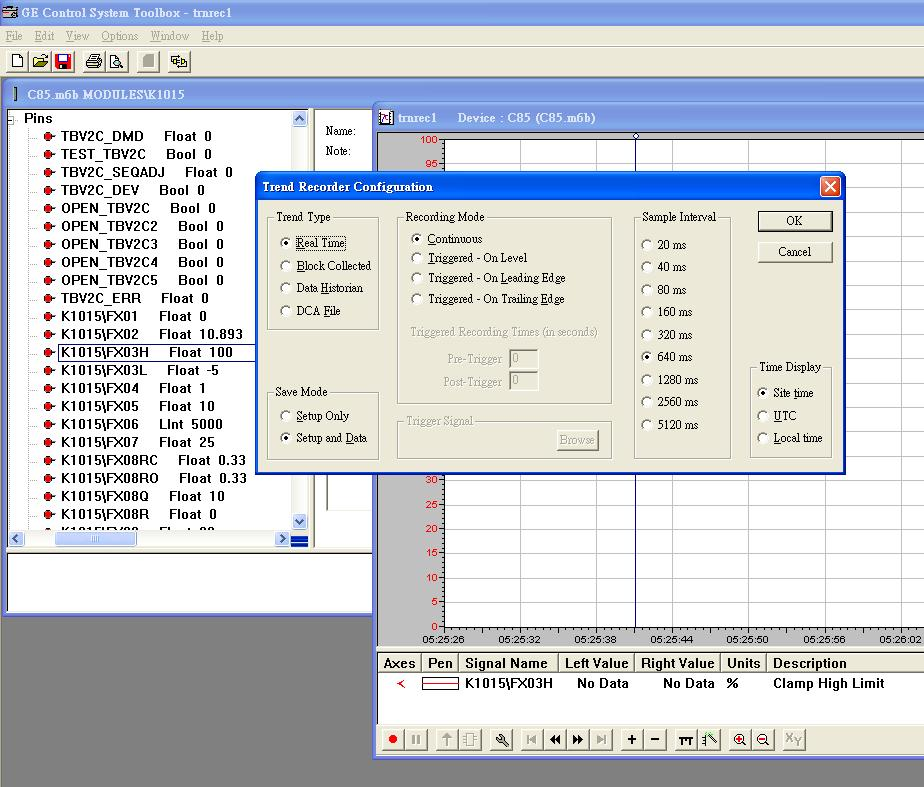 GE Control System Toolbox - trnrec1
File Edit View Options Window Help
C85.m6b MODULES\K1015
Pins
TBV2C_DMD Float 0
TEST_TBV2C Bool 0
TBV2C_SEQADJ Float 0
TBV2C_DEV Bool 0
OPEN_TBV2C Bool 0
OPEN_TBV2C2 Bool 0
OPEN_TBV2C3 Bool 0
OPEN_TBV2C4 Bool 0
OPEN_TBV2C5 Bool 0
TBV2C_ERR Float 0
K1015\FX01 Float 0
K1015\FX02 Float 10.893
K1015\FX03H Float 100
K1015\FX03L Float -5
K1015\FX04 Float 1
K1015\FX05 Float 10
K1015\FX06 LInt 5000
K1015\FX07 Float 25
K1015\FX08RC Float 0.33
K1015\FX08RO Float 0.33
K1015\FX08Q Float 10
K1015\FX08R Float 0
Name:
Note:
trnrec1 Device : C85 (C85.m6b)
100
95
Trend Recorder Configuration
Trend Type
Real Time
Block Collected
Data Historian
DCA File
Save Mode
Setup Only
Setup and Data
Recording Mode
Continuous
Triggered - On Level
Triggered - On Leading Edge
Triggered - On Trailing Edge
Triggered Recording Times (in seconds)
Pre-Trigger 0
Post-Trigger 0
Trigger Signal
Browse
Sample Interval
20 ms
40 ms
80 ms
160 ms
320 ms
640 ms
1280 ms
2560 ms
5120 ms
OK
Cancel
Time Display
Site time
UTC
Local time
30
25
20
15
10
5
0
05:25:26 05:25:32 05:25:38 05:25:44 05:25:50 05:25:56 05:26:02
Axes Pen Signal Name Left Value Right Value Units Description
< K1015\FX03H No Data No Data % Clamp High Limit
XY